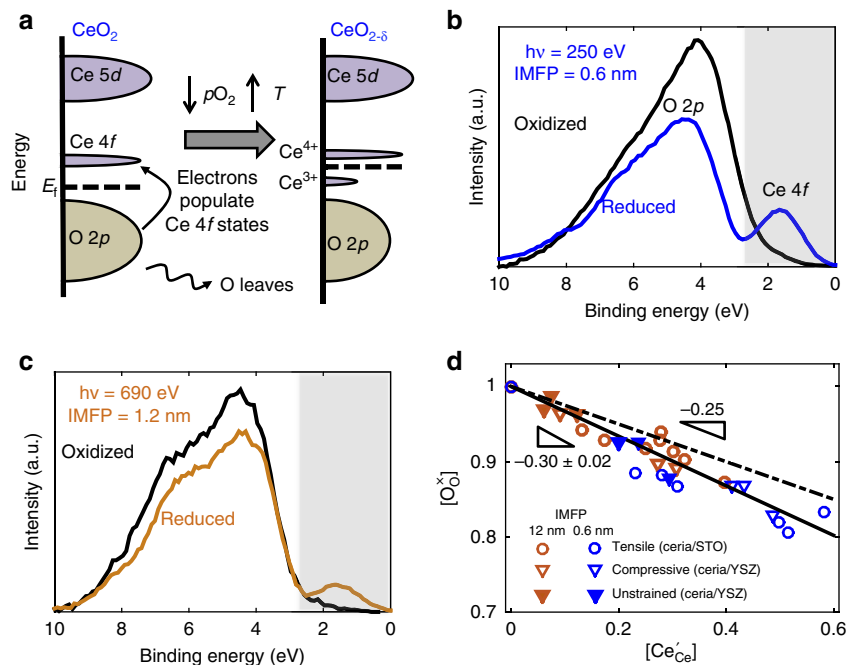 a
CeO2
CeO2-δ
Ce 5d
Ce 5d
pO2
T
Ce 4f
Ce4+
Energy
Ef
Ce3+
Electrons
populate
Ce 4f states
O 2p
O 2p
O leaves
b
hν = 250 eV
IMFP = 0.6 nm
Oxidized
O 2p
Ce 4f
Reduced
Intensity (a.u.)
10
8
6
4
2
0
Binding energy (eV)
c
hν = 690 eV
IMFP = 1.2 nm
Oxidized
Reduced
Intensity (a.u.)
10
8
6
4
2
0
Binding energy (eV)
d
1
0.9
0.8
0.7
[O×O]
−0.25
−0.30 ± 0.02
IMFP
12 nm 0.6 nm
Tensile (ceria/STO)
Compressive (ceria/YSZ)
Unstrained (ceria/YSZ)
0
0.2
0.4
0.6
[Ce′Ce]